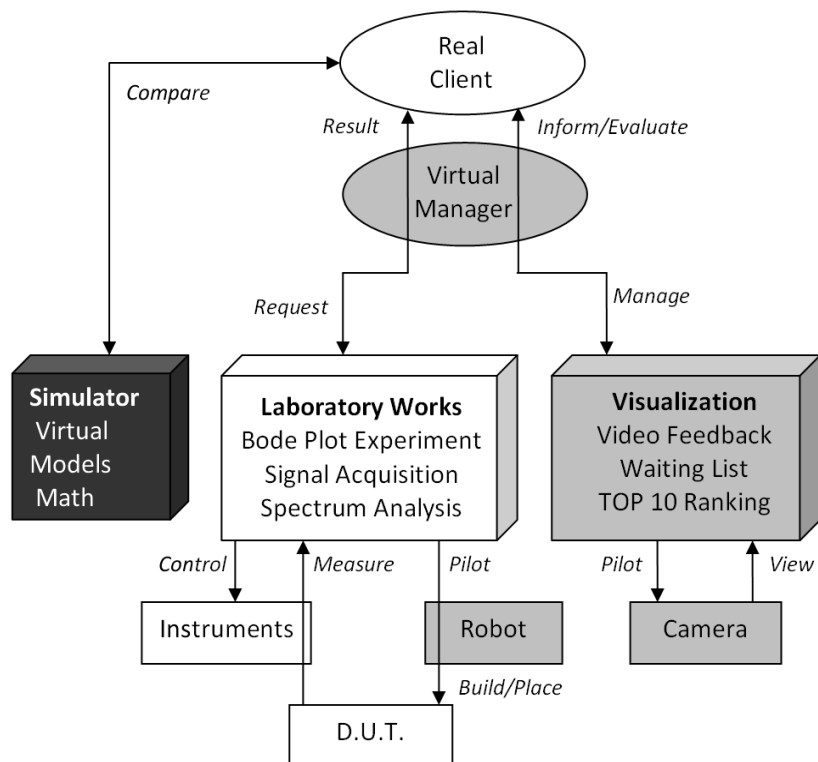 Real
Client
Compare
Result
Inform/Evaluate
Virtual
Manager
Request
Manage
Simulator
Virtual
Models
Math
Laboratory Works
Bode Plot Experiment
Signal Acquisition
Spectrum Analysis
Visualization
Video Feedback
Waiting List
TOP 10 Ranking
Control
Measure
Pilot
Pilot
View
Instruments
Robot
Camera
Build/Place
D.U.T.